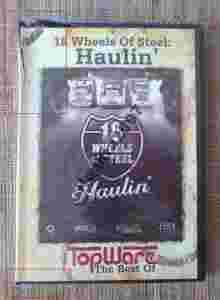 18 Wheels Of Steel:
Haulin'
18
WHEELS
OF STEEL
Haulin'
TopWare
The Best Of